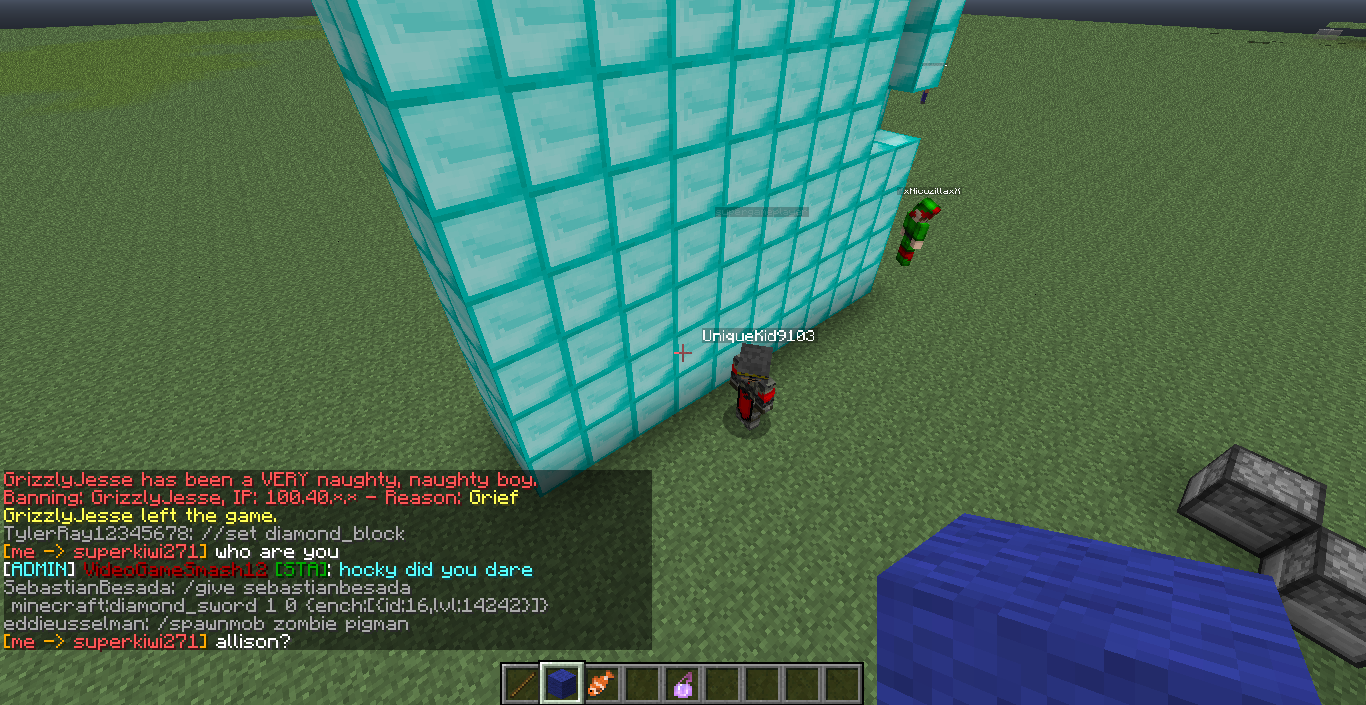 xNicozillaxX
UniqueKid9103
GrizzlyJesse has been a VERY naughty, naughty boy.
Banning: GrizzlyJesse, IP: 100.40.*.* - Reason: Grief
GrizzlyJesse left the game.
TylerRay12345678: //set diamond_block
[me -> superkiwi271] who are you
[ADMIN] VideoGameSmash12 [STA]: hocky did you dare
SebastianBesada: /give sebastianbesada
minecraft:diamond_sword 1 0 {ench:[{id:16,lvl:14242}]}
eddieusselman: /spawnmob zombie pigman
[me -> superkiwi271] allison?